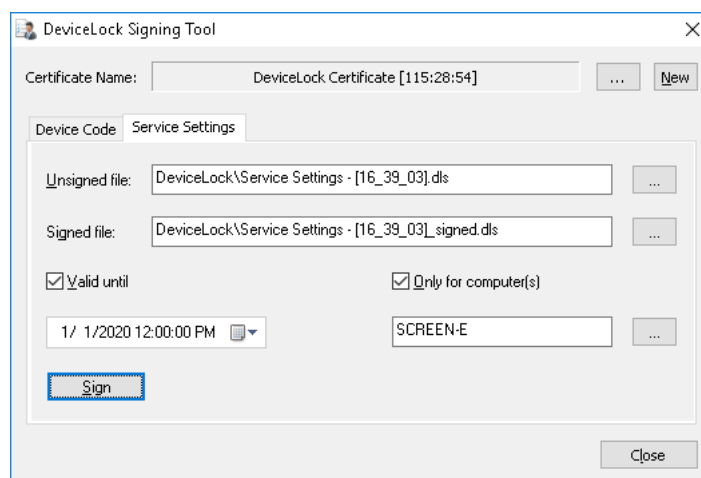 DeviceLock Signing Tool
Certificate Name: DeviceLock Certificate [115:28:54] ... New
Device Code Service Settings
Unsigned file: DeviceLock\Service Settings - [16_39_03].dls ...
Signed file: DeviceLock\Service Settings - [16_39_03]_signed.dls ...
Valid until Only for computer(s)
1/ 1/2020 12:00:00 PM SCREEN-E ...
Sign
Close